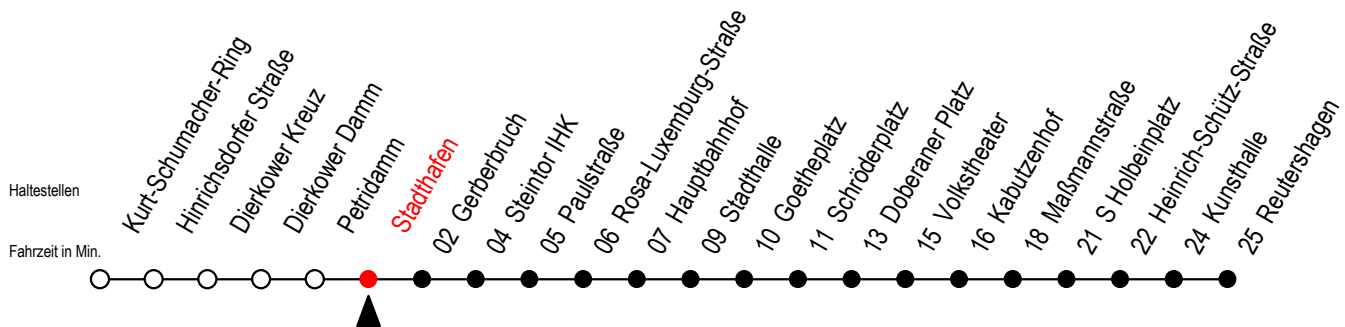 Kurt-Schumacher-Ring
Hinrichsdorfer Straße
Dierkower Kreuz
Dierkower Damm
Petridamm
Stadthafen
02 Gerberbruch
04 Steintor IHK
05 Paulstraße
06 Rosa-Luxemburg-Straße
07 Hauptbahnhof
09 Stadthalle
10 Goetheplatz
11 Schröderplatz
13 Doberaner Platz
15 Volkstheater
16 Kabutzenhof
18 Maßmannstraße
21 S Holbeinplatz
22 Heinrich-Schütz-Straße
24 Kunsthalle
25 Reutershagen
Haltestellen
Fahrzeit in Min.